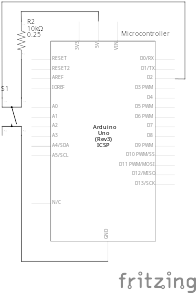 R2
10kΩ
0.25
Microcontroller
3V3
5V
VIN
RESET
RESET2
AREF
IOREF
D0/RX
D1/TX
D2
D3 PWM
D4
D5 PWM
D6 PWM
D7
D8
D9 PWM
D10 PWM/SS
D11 PWM/MOSI
D12/MISO
D13/SCK
S1
A0
A1
A2
A3
A4/SDA
A5/SCL
Arduino
Uno
(Rev3)
ICSP
N/C
GND
fritzing